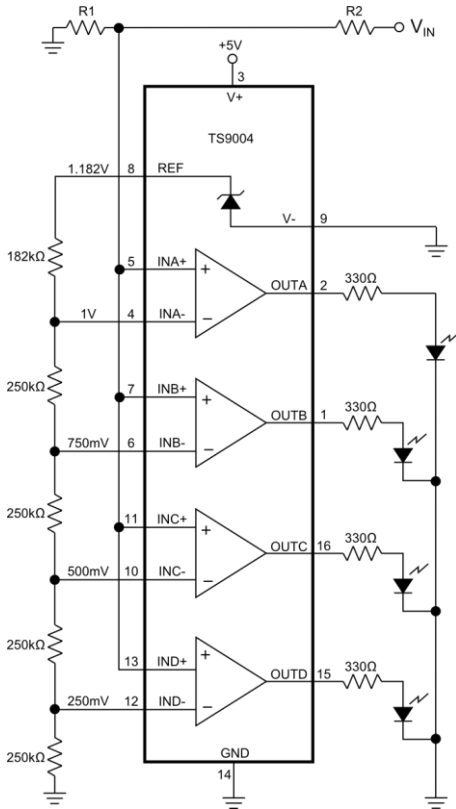 R1
R2
V_IN
+5V
3
V+
TS9004
1.182V 8 REF
V- 9
182kΩ
5 INA+
+
OUTA 2 330Ω
1V 4 INA-
−
250kΩ
7 INB+
+
OUTB 1 330Ω
750mV 6 INB-
−
250kΩ
11 INC+
+
OUTC 16 330Ω
500mV 10 INC-
−
250kΩ
13 IND+
+
OUTD 15 330Ω
250mV 12 IND-
−
250kΩ
GND
14